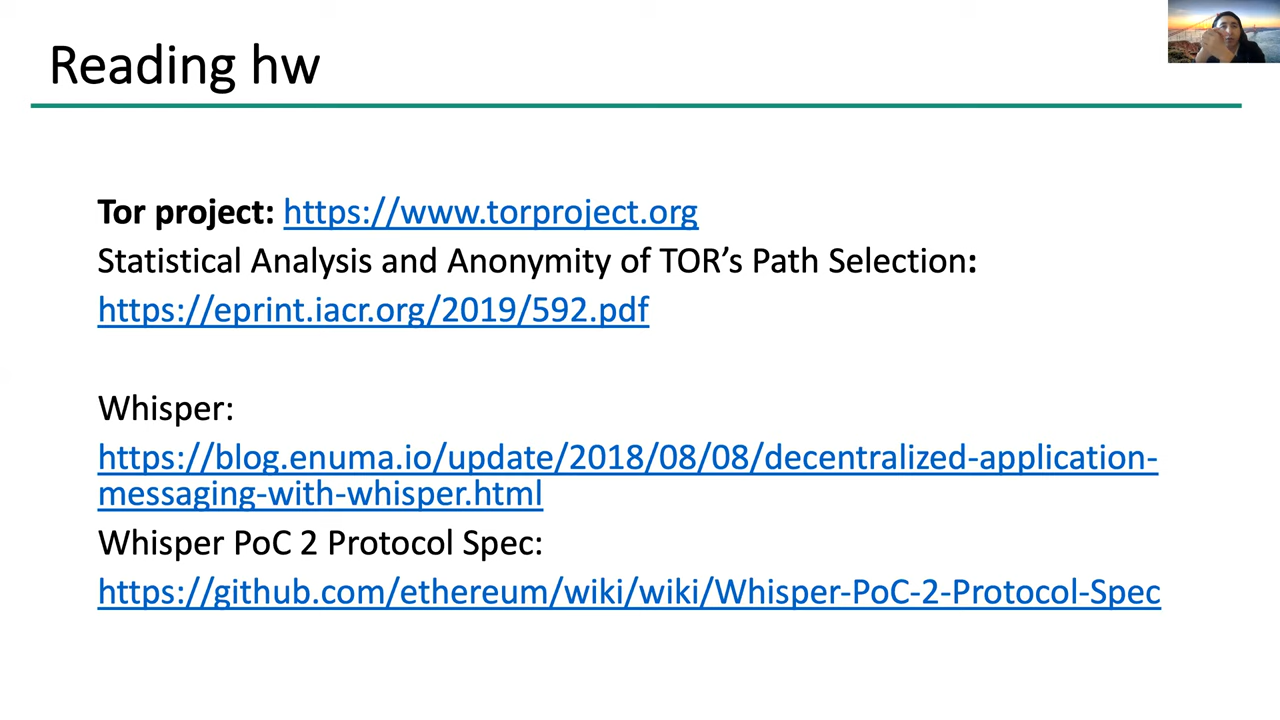 Reading hw
Tor project: https://www.torproject.org
Statistical Analysis and Anonymity of TOR’s Path Selection:
https://eprint.iacr.org/2019/592.pdf
Whisper:
https://blog.enuma.io/update/2018/08/08/decentralized-application-
messaging-with-whisper.html
Whisper PoC 2 Protocol Spec:
https://github.com/ethereum/wiki/wiki/Whisper-PoC-2-Protocol-Spec